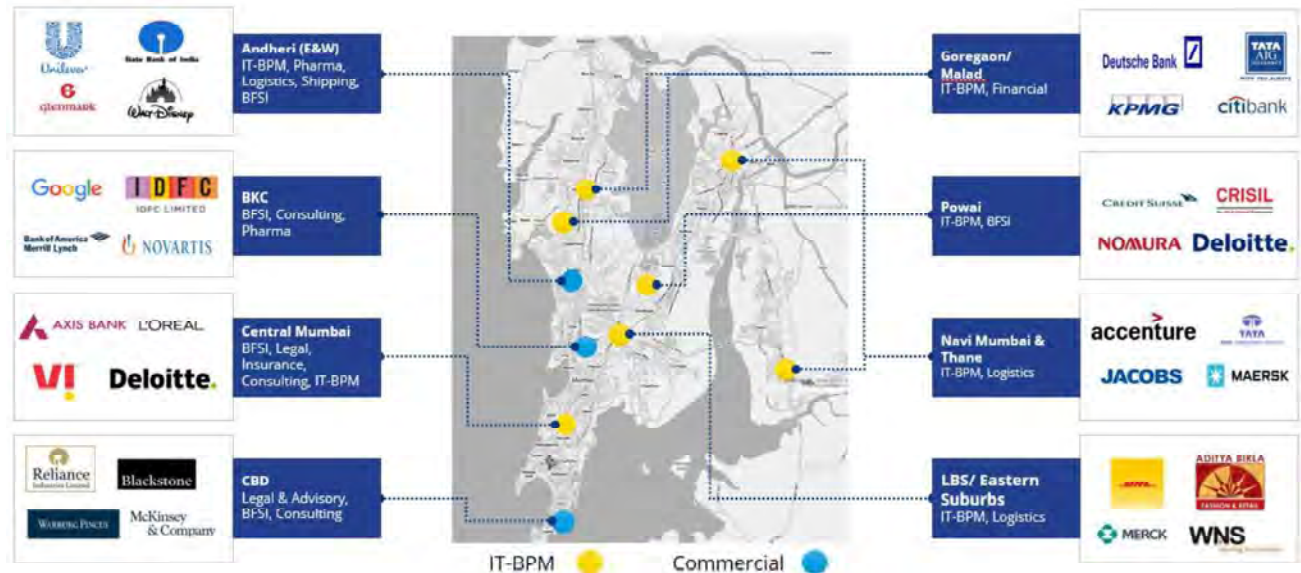 Unilever
State Bank of India
glenmark
WALT DISNEY
Andheri (E&W)
IT-BPM, Pharma,
Logistics, Shipping,
BFSI
Google
IDFC
IDFC LIMITED
Bank of America
Merrill Lynch
NOVARTIS
BKC
BFSI, Consulting,
Pharma
AXIS BANK
L'OREAL
V!
Deloitte.
Central Mumbai
BFSI, Legal,
Insurance,
Consulting, IT-BPM
Reliance
Industries Limited
Blackstone
WARBURG PINCUS
McKinsey
& Company
CBD
Legal & Advisory,
BFSI, Consulting
IT-BPM
Commercial
Goregaon/
Malad
IT-BPM, Financial
Deutsche Bank
TATA
AIG
KPMG
citibank
Powai
IT-BPM, BFSI
CREDIT SUISSE
CRISIL
NOMURA
Deloitte.
Navi Mumbai &
Thane
IT-BPM, Logistics
accenture
TATA
JACOBS
MAERSK
LBS/ Eastern
Suburbs
IT-BPM, Logistics
ADITYA BIRLA
FASHION & RETAIL
MERCK
WNS